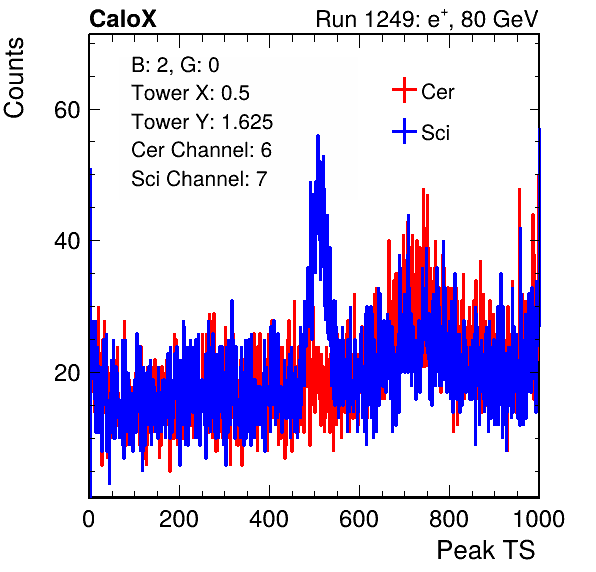 CaloX
Run 1249: e+, 80 GeV
Counts
B: 2, G: 0
Tower X: 0.5
Tower Y: 1.625
Cer Channel: 6
Sci Channel: 7
Cer
Sci
60
40
20
0 200 400 600 800 1000
Peak TS